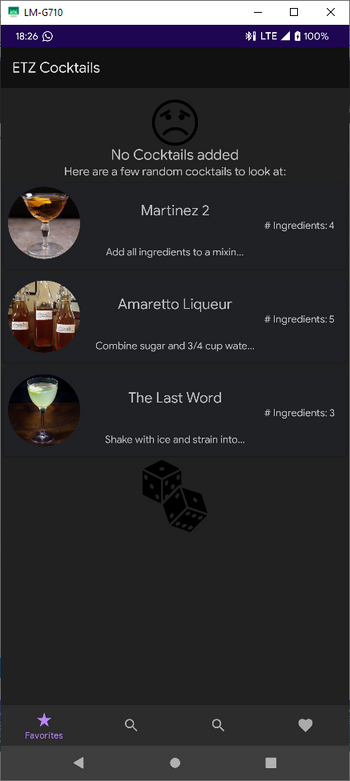 LM-G710
18:26 LTE 100%
ETZ Cocktails
No Cocktails added
Here are a few random cocktails to look at:
Martinez 2
# Ingredients: 4
Add all ingredients to a mixin...
Amaretto Liqueur
# Ingredients: 5
Combine sugar and 3/4 cup wate...
The Last Word
# Ingredients: 3
Shake with ice and strain into...
Favorites